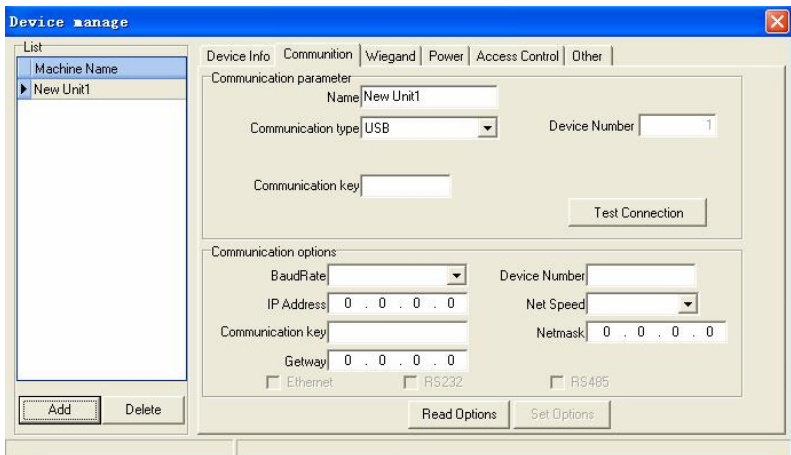 Device manage
List
Machine Name
New Unit1
Device Info Communition Wiegand Power Access Control Other
Communication parameter
Name New Unit1
Communication type USB Device Number 1
Communication key
Test Connection
Communication options
BaudRate Device Number
IP Address 0 . 0 . 0 . 0 Net Speed
Communication key Netmask 0 . 0 . 0 . 0
Getway 0 . 0 . 0 . 0
Ethernet RS232 RS485
Add Delete Read Options Set Options